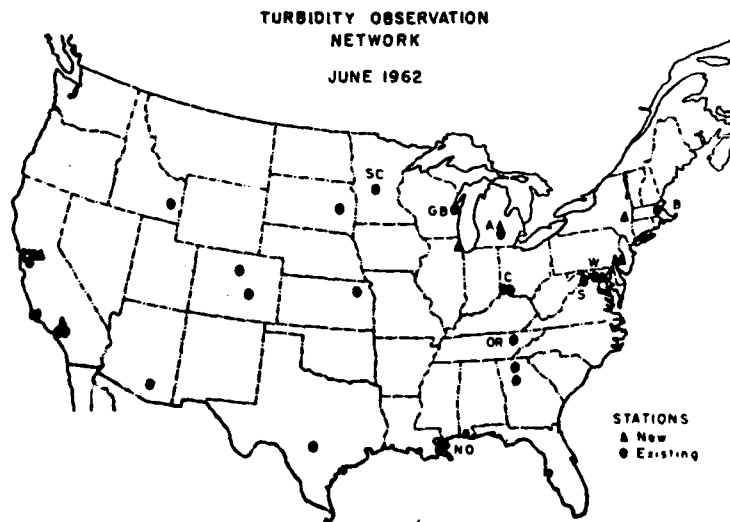 TURBIDITY OBSERVATION
NETWORK
JUNE 1962
SC
GB
A
B
C
W
S
OR
NO
STATIONS
New
Existing